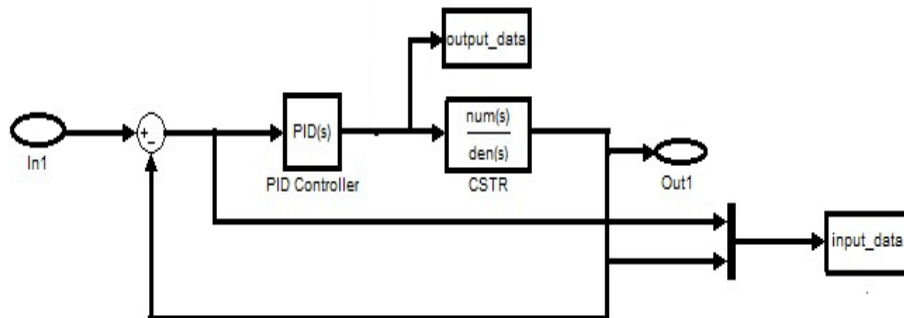 output_data
In1
+
−
PID(s)
PID Controller
num(s)
den(s)
CSTR
Out1
input_data